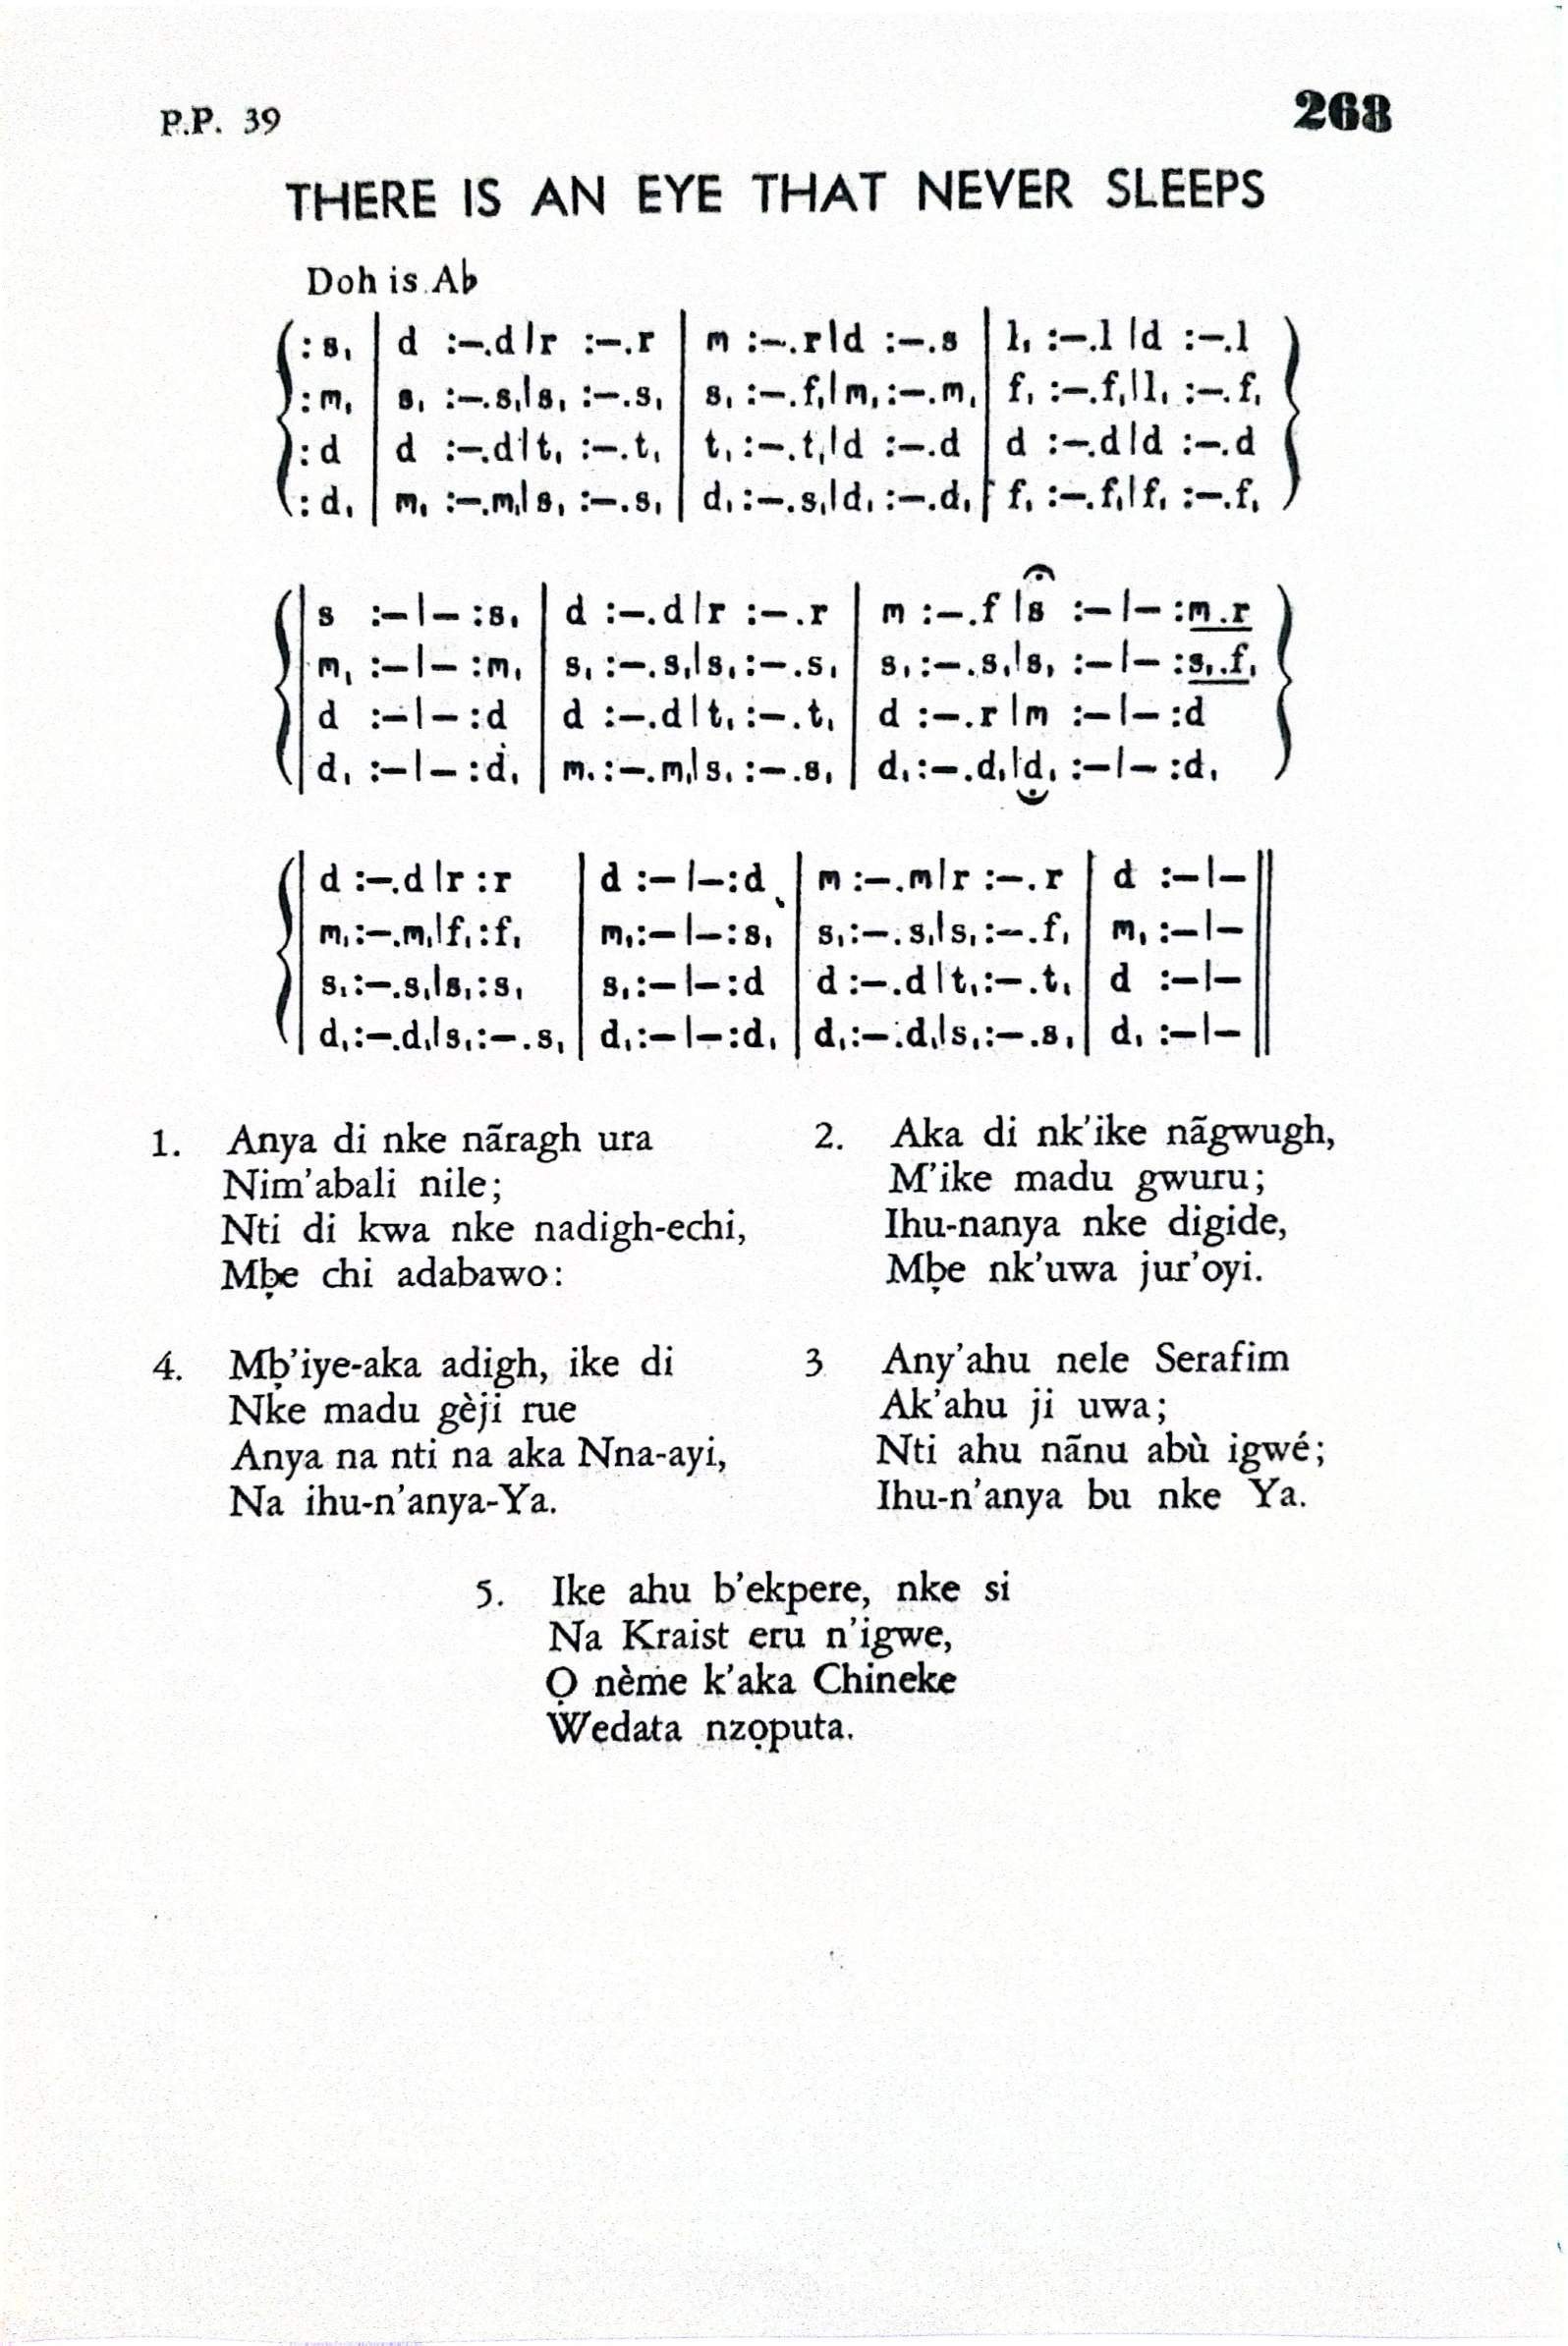 P.P. 39
268
THERE IS AN EYE THAT NEVER SLEEPS
Doh is A♭
:s, | d :–.d|r :–.r | m :–.r|d :–.s | l, :–.l |d :–.l
:m, | s, :–.s,|s, :–.s, | s, :–.f,|m, :–.m, | f, :–.f,|l, :–.f,
:d | d :–.d|t, :–.t, | t, :–.t,|d :–.d | d :–.d|d :–.d
:d, | m, :–.m,|s, :–.s, | d, :–.s,|d, :–.d, | f, :–.f,|f, :–.f,
s :–|– :s, | d :–.d|r :–.r | m :–.f |s :–|– :m.r
m, :–|– :m, | s, :–.s,|s, :–.s, | s, :–.s,|s, :–|– :s,.f,
d :–|– :d | d :–.d|t, :–.t, | d :–.r|m :–|– :d
d, :–|– :d, | m, :–.m,|s, :–.s, | d, :–.d,|d, :–|– :d,
d :–.d|r :r | d :–|– :d | m :–.m|r :–.r | d :–|–
m, :–.m,|f, :f, | m, :–|– :s, | s, :–.s,|s, :–.f, | m, :–|–
s, :–.s,|s, :s, | s, :–|– :d | d :–.d|t, :–.t, | d :–|–
d, :–.d,|s, :–.s, | d, :–|– :d, | d, :–.d,|s, :–.s, | d, :–|–
1. Anya di nke nãragh ura
Nim'abali nile;
Nti di kwa nke nadigh-echi,
Mḅe chi adabawo:
2. Aka di nk'ike nãgwugh,
M'ike madu gwuru;
Ihu-nanya nke digide,
Mḅe nk'uwa jur'oyi.
4. Mḅ'iye-aka adigh, ike di
Nke madu gèji rue
Anya na nti na aka Nna-ayi,
Na ihu-n'anya-Ya.
3 Any'ahu nele Serafim
Ak'ahu ji uwa;
Nti ahu nãnu abù igwé;
Ihu-n'anya bu nke Ya.
5. Ike ahu b'ekpere, nke si
Na Kraist eru n'igwe,
Ọ nème k'aka Chineke
Wedata nzọputa.